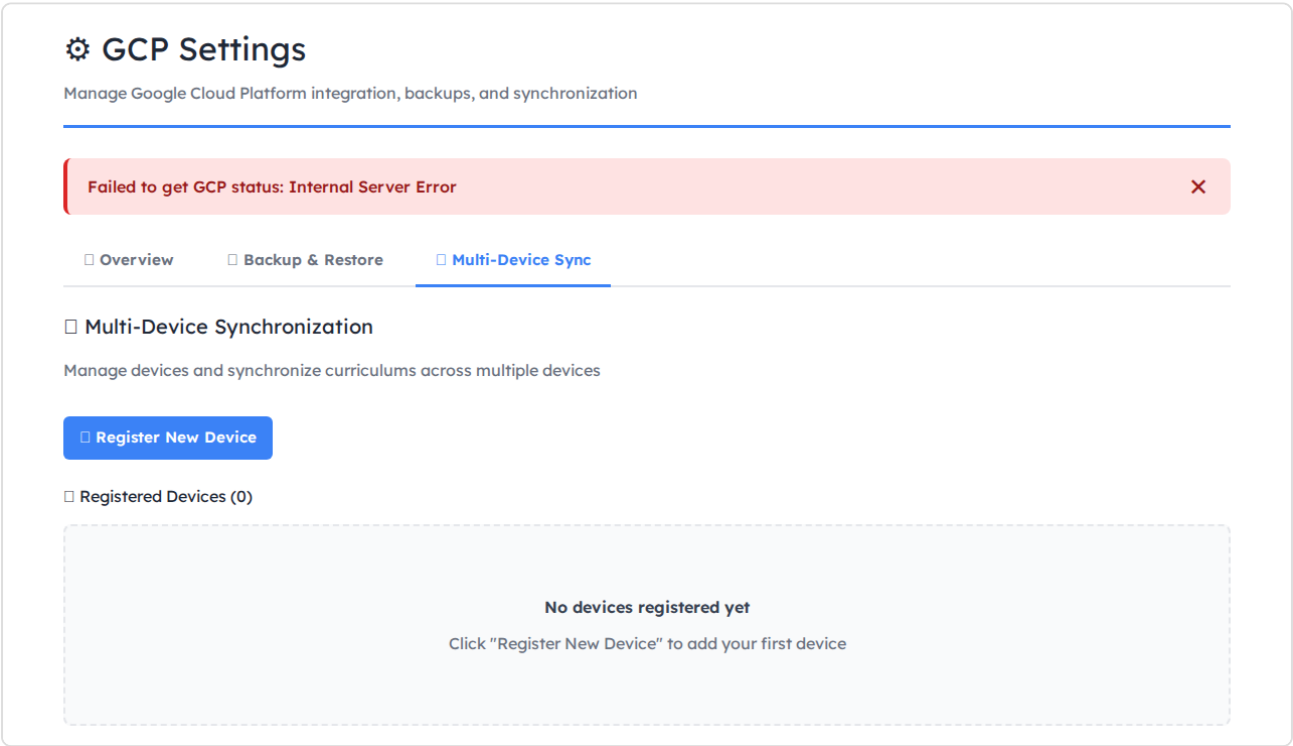 ⚙ GCP Settings
Manage Google Cloud Platform integration, backups, and synchronization
Failed to get GCP status: Internal Server Error ✕
Overview Backup & Restore Multi-Device Sync
Multi-Device Synchronization
Manage devices and synchronize curriculums across multiple devices
Register New Device
Registered Devices (0)
No devices registered yet
Click "Register New Device" to add your first device